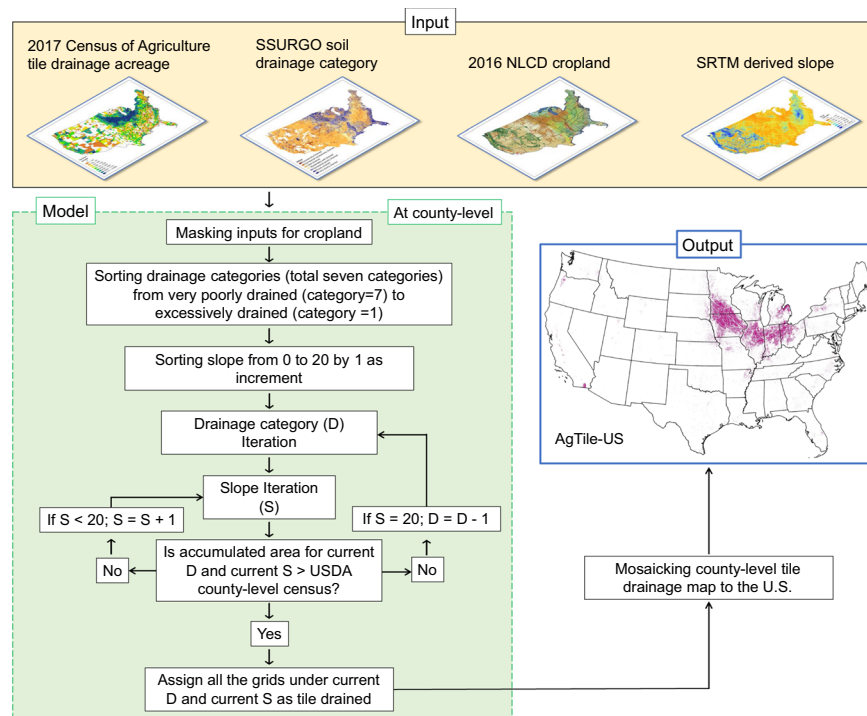 Input
2017 Census of Agriculture
tile drainage acreage
SSURGO soil
drainage category
2016 NLCD cropland
SRTM derived slope
Model
At county-level
Masking inputs for cropland
Sorting drainage categories (total seven categories)
from very poorly drained (category=7) to
excessively drained (category =1)
Sorting slope from 0 to 20 by 1 as
increment
Drainage category (D)
Iteration
Slope Iteration
(S)
If S < 20; S = S + 1
If S = 20; D = D - 1
No
Is accumulated area for current
D and current S > USDA
county-level census?
No
Yes
Assign all the grids under current
D and current S as tile drained
Output
AgTile-US
Mosaicking county-level tile
drainage map to the U.S.